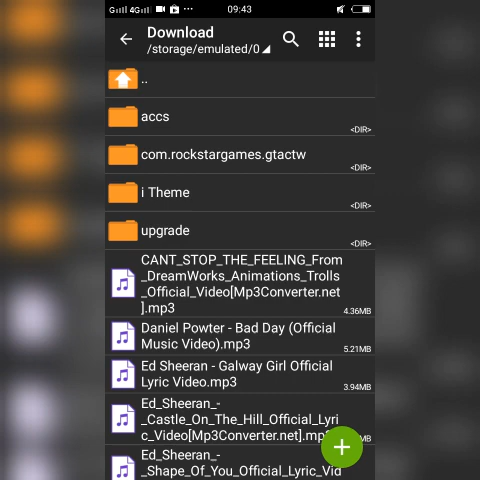 4G
09:43
Download
/storage/emulated/0
..
accs
<DIR>
com.rockstargames.gtactw
<DIR>
i Theme
<DIR>
upgrade
<DIR>
CANT_STOP_THE_FEELING_From
_DreamWorks_Animations_Trolls
_Official_Video[Mp3Converter.net
].mp3
4.36MB
Daniel Powter - Bad Day (Official
Music Video).mp3
5.21MB
Ed Sheeran - Galway Girl Official
Lyric Video.mp3
3.94MB
Ed_Sheeran_-
_Castle_On_The_Hill_Official_Lyri
c_Video[Mp3Converter.net].mp
MB
Ed_Sheeran_-
_Shape_Of_You_Official_Lyric_Vid